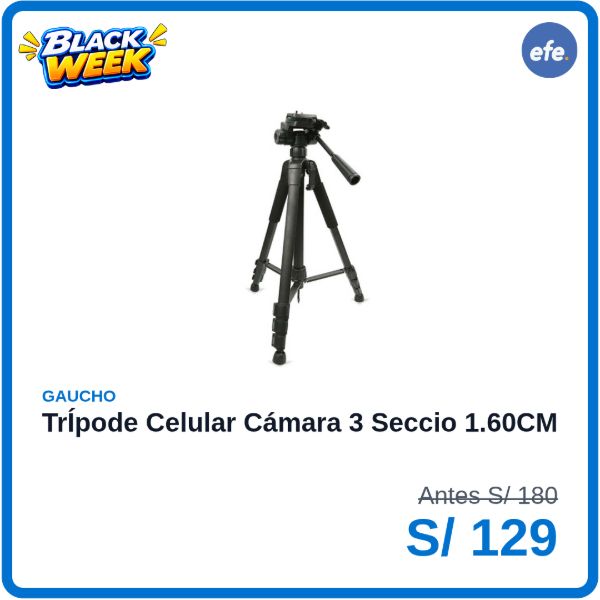 BLACK
WEEK
efe.
GAUCHO
TrÍpode Celular Cámara 3 Seccio 1.60CM
Antes S/ 180
S/ 129